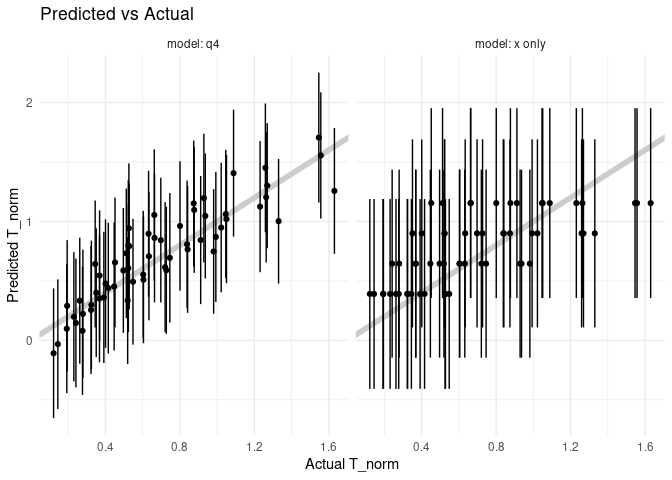 Predicted vs Actual
model: q4
model: x only
Predicted T_norm
2
1
0
0.4
0.8
1.2
1.6
0.4
0.8
1.2
1.6
Actual T_norm